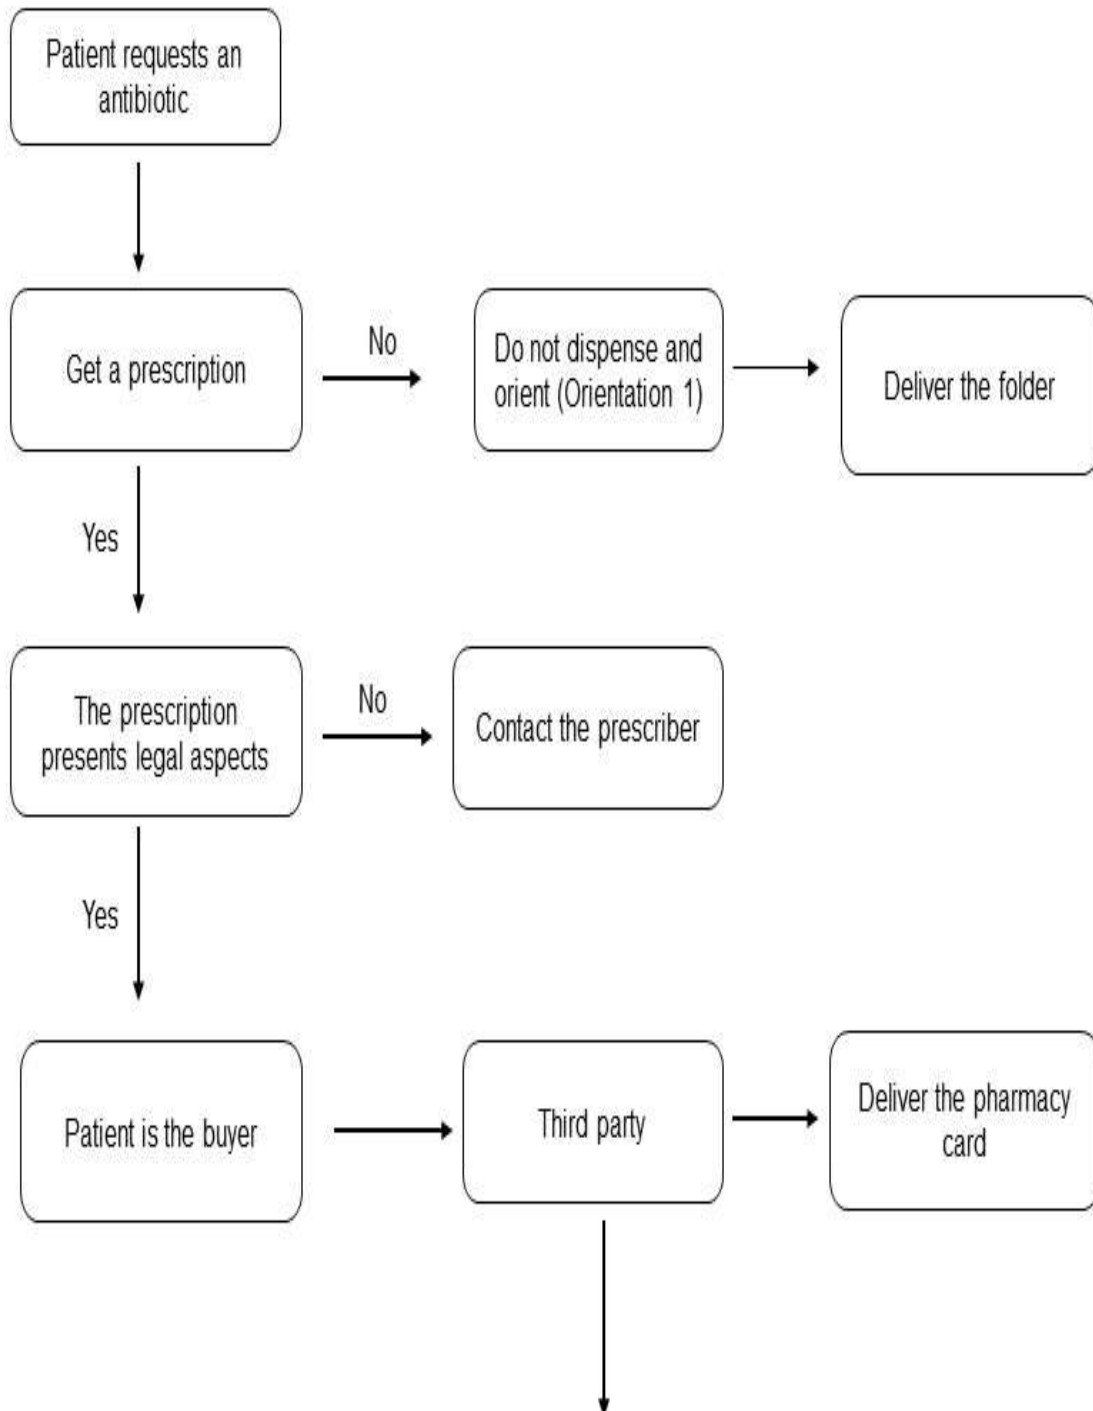 Patient requests an
antibiotic
Get a prescription
No
Do not dispense and
orient (Orientation 1)
Deliver the folder
Yes
The prescription
presents legal aspects
No
Contact the prescriber
Yes
Patient is the buyer
Third party
Deliver the pharmacy
card